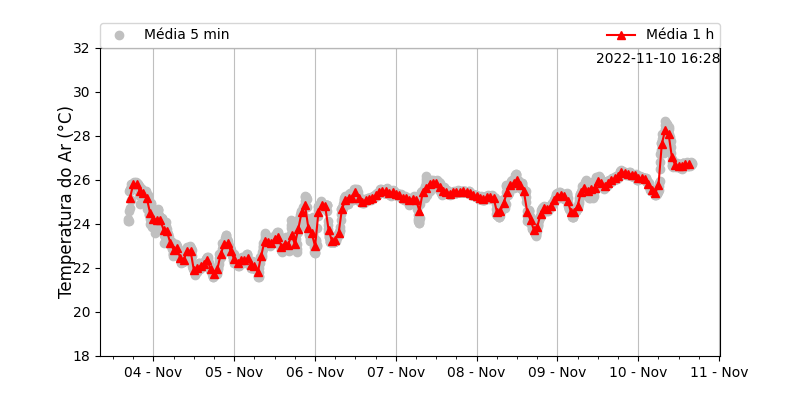 Média 5 min
Média 1 h
2022-11-10 16:28
Temperatura do Ar (°C)
32
30
28
26
24
22
20
18
04 - Nov
05 - Nov
06 - Nov
07 - Nov
08 - Nov
09 - Nov
10 - Nov
11 - Nov